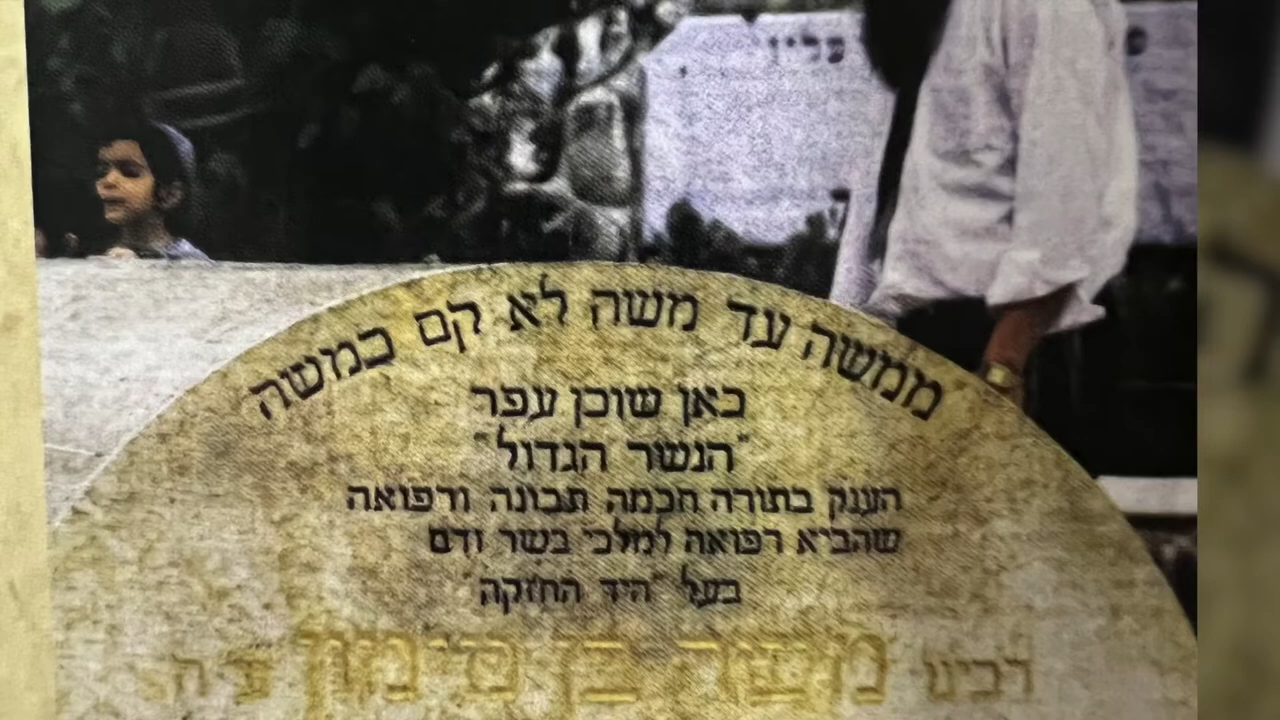 ממשה עד משה לא קם כמשה
כאן שוכן עפר
"הנשר הגדול"
הענק בתורה חכמה תבונה ורפואה
שהביא רפואה למלכי בשר ודם
בעל "היד החזקה
רבינו משה בן מימון